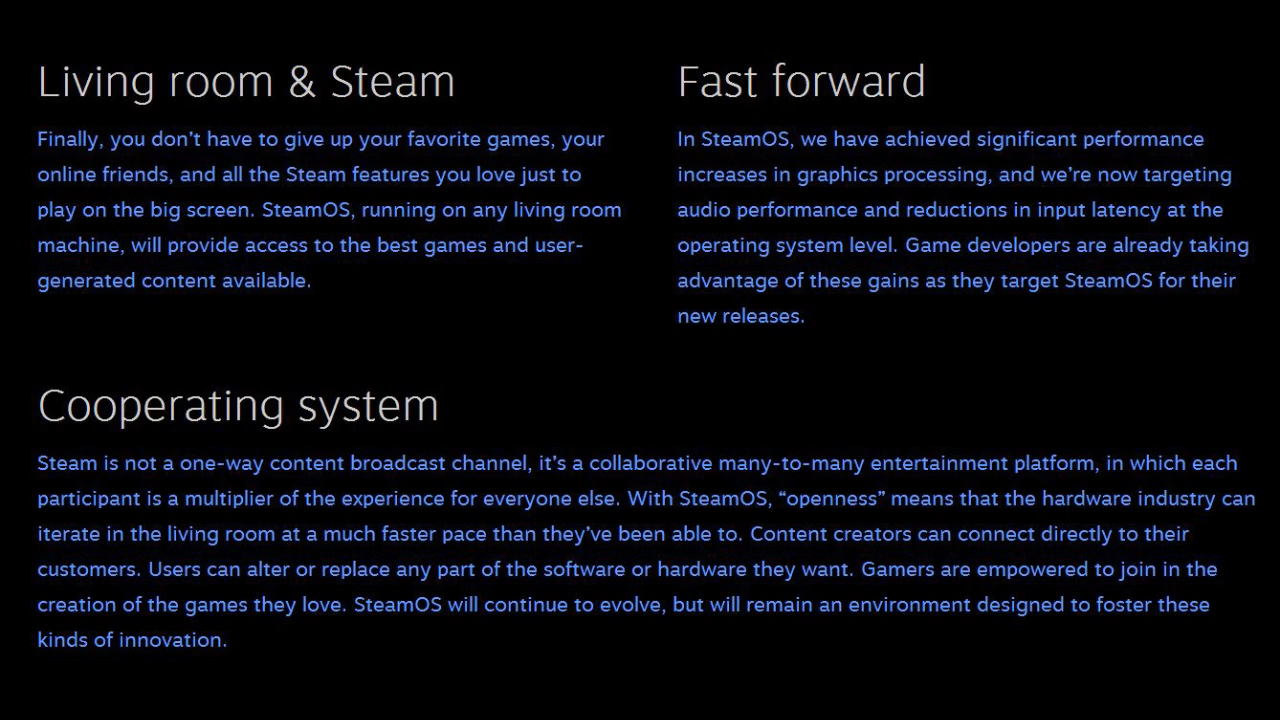 Living room & Steam
Finally, you don't have to give up your favorite games, your
online friends, and all the Steam features you love just to
play on the big screen. SteamOS, running on any living room
machine, will provide access to the best games and user-
generated content available.
Fast forward
In SteamOS, we have achieved significant performance
increases in graphics processing, and we're now targeting
audio performance and reductions in input latency at the
operating system level. Game developers are already taking
advantage of these gains as they target SteamOS for their
new releases.
Cooperating system
Steam is not a one-way content broadcast channel, it's a collaborative many-to-many entertainment platform, in which each
participant is a multiplier of the experience for everyone else. With SteamOS, “openness” means that the hardware industry can
iterate in the living room at a much faster pace than they've been able to. Content creators can connect directly to their
customers. Users can alter or replace any part of the software or hardware they want. Gamers are empowered to join in the
creation of the games they love. SteamOS will continue to evolve, but will remain an environment designed to foster these
kinds of innovation.